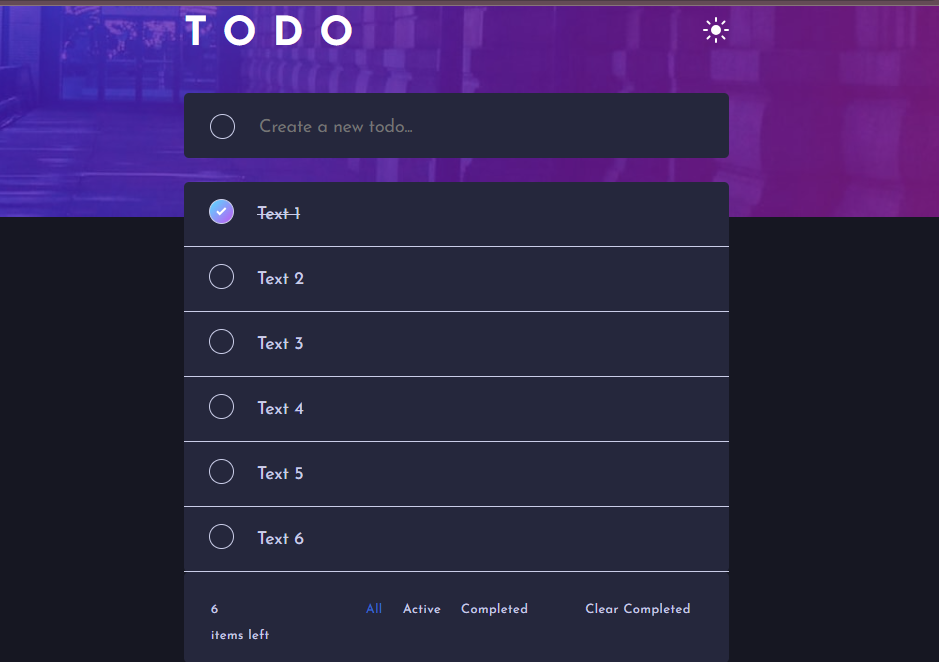 TODO
Create a new todo...
Text 1
Text 2
Text 3
Text 4
Text 5
Text 6
6 All Active Completed Clear Completed
items left